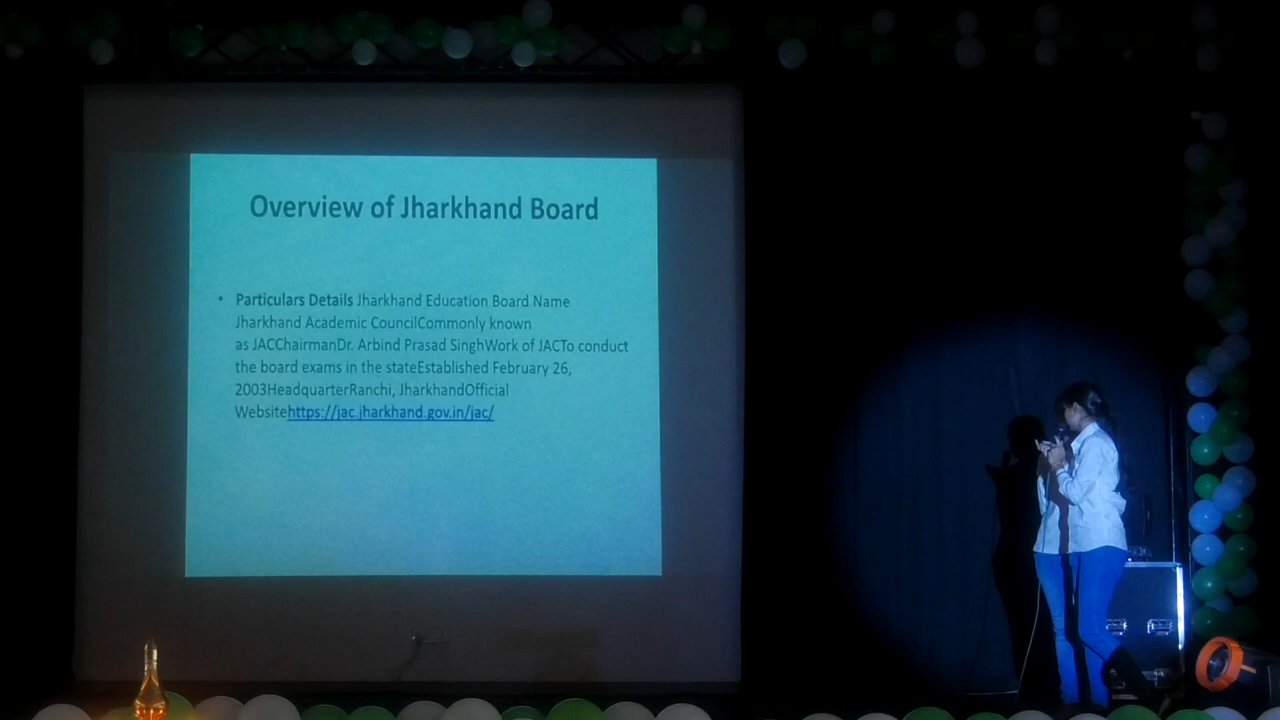 Overview of Jharkhand Board
• Particulars Details Jharkhand Education Board Name
Jharkhand Academic CouncilCommonly known
as JACChairmanDr. Arbind Prasad SinghWork of JACTo conduct
the board exams in the stateEstablished February 26,
2003HeadquarterRanchi, JharkhandOfficial
Websitehttps://jac.jharkhand.gov.in/jac/